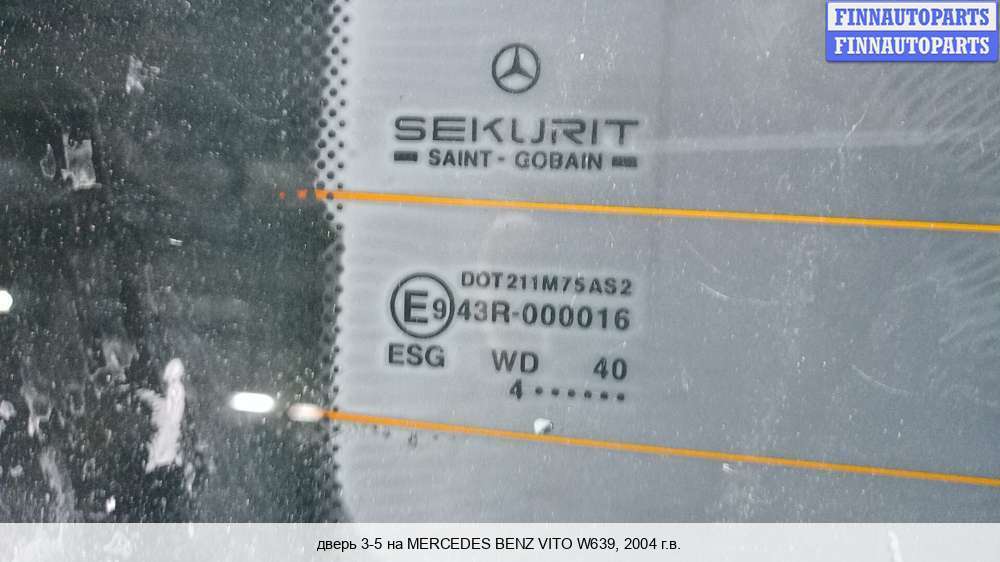 FINNAUTOPARTS
FINNAUTOPARTS
SEKURIT
SAINT - GOBAIN
DOT211M75AS2
E9 43R-000016
ESG WD 40
4 ......
дверь 3-5 на MERCEDES BENZ VITO W639, 2004 г.в.